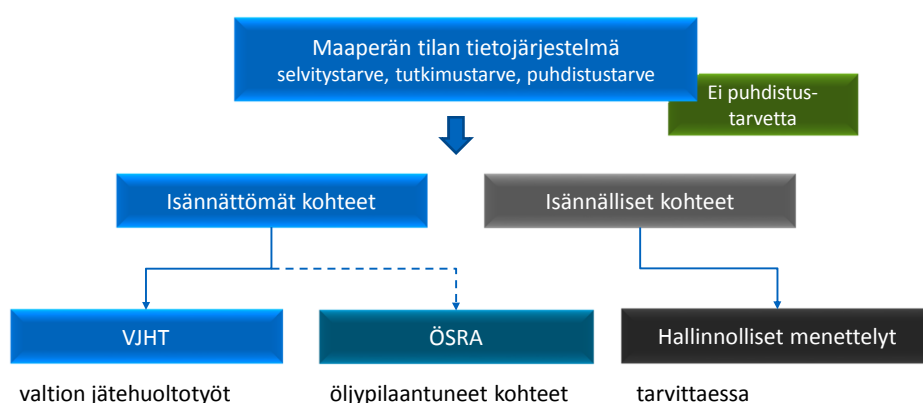 Maaperän tilan tietojärjestelmä
selvitystarve, tutkimustarve, puhdistustarve
Ei puhdistus-
tarvetta
Isännättömät kohteet
Isännälliset kohteet
VJHT
ÖSRA
Hallinnolliset menettelyt
valtion jätehuoltotyöt
öljypilaantuneet kohteet
tarvittaessa